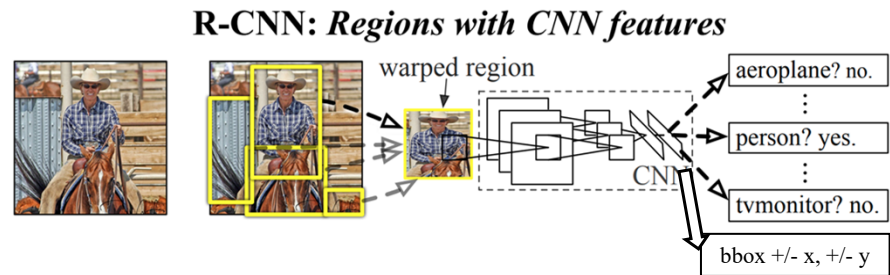 R-CNN: Regions with CNN features
warped region
aeroplane? no.
person? yes.
CNN
tvmonitor? no.
bbox +/- x, +/- y